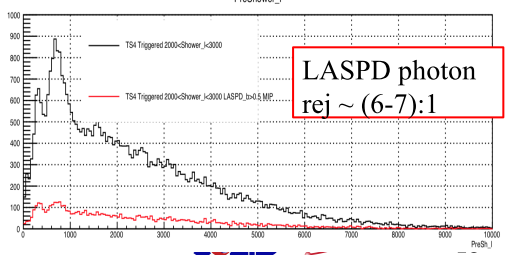 PreShower_l
TS4 Triggered 2000<Shower_l<3000
TS4 Triggered 2000<Shower_l<3000 LASPD_t>0.5 MIP
LASPD photon
rej ~ (6-7):1
1000
900
800
700
600
500
400
300
200
100
0
0 1000 2000 3000 4000 5000 6000 7000 8000 9000 10000
PreSh_l